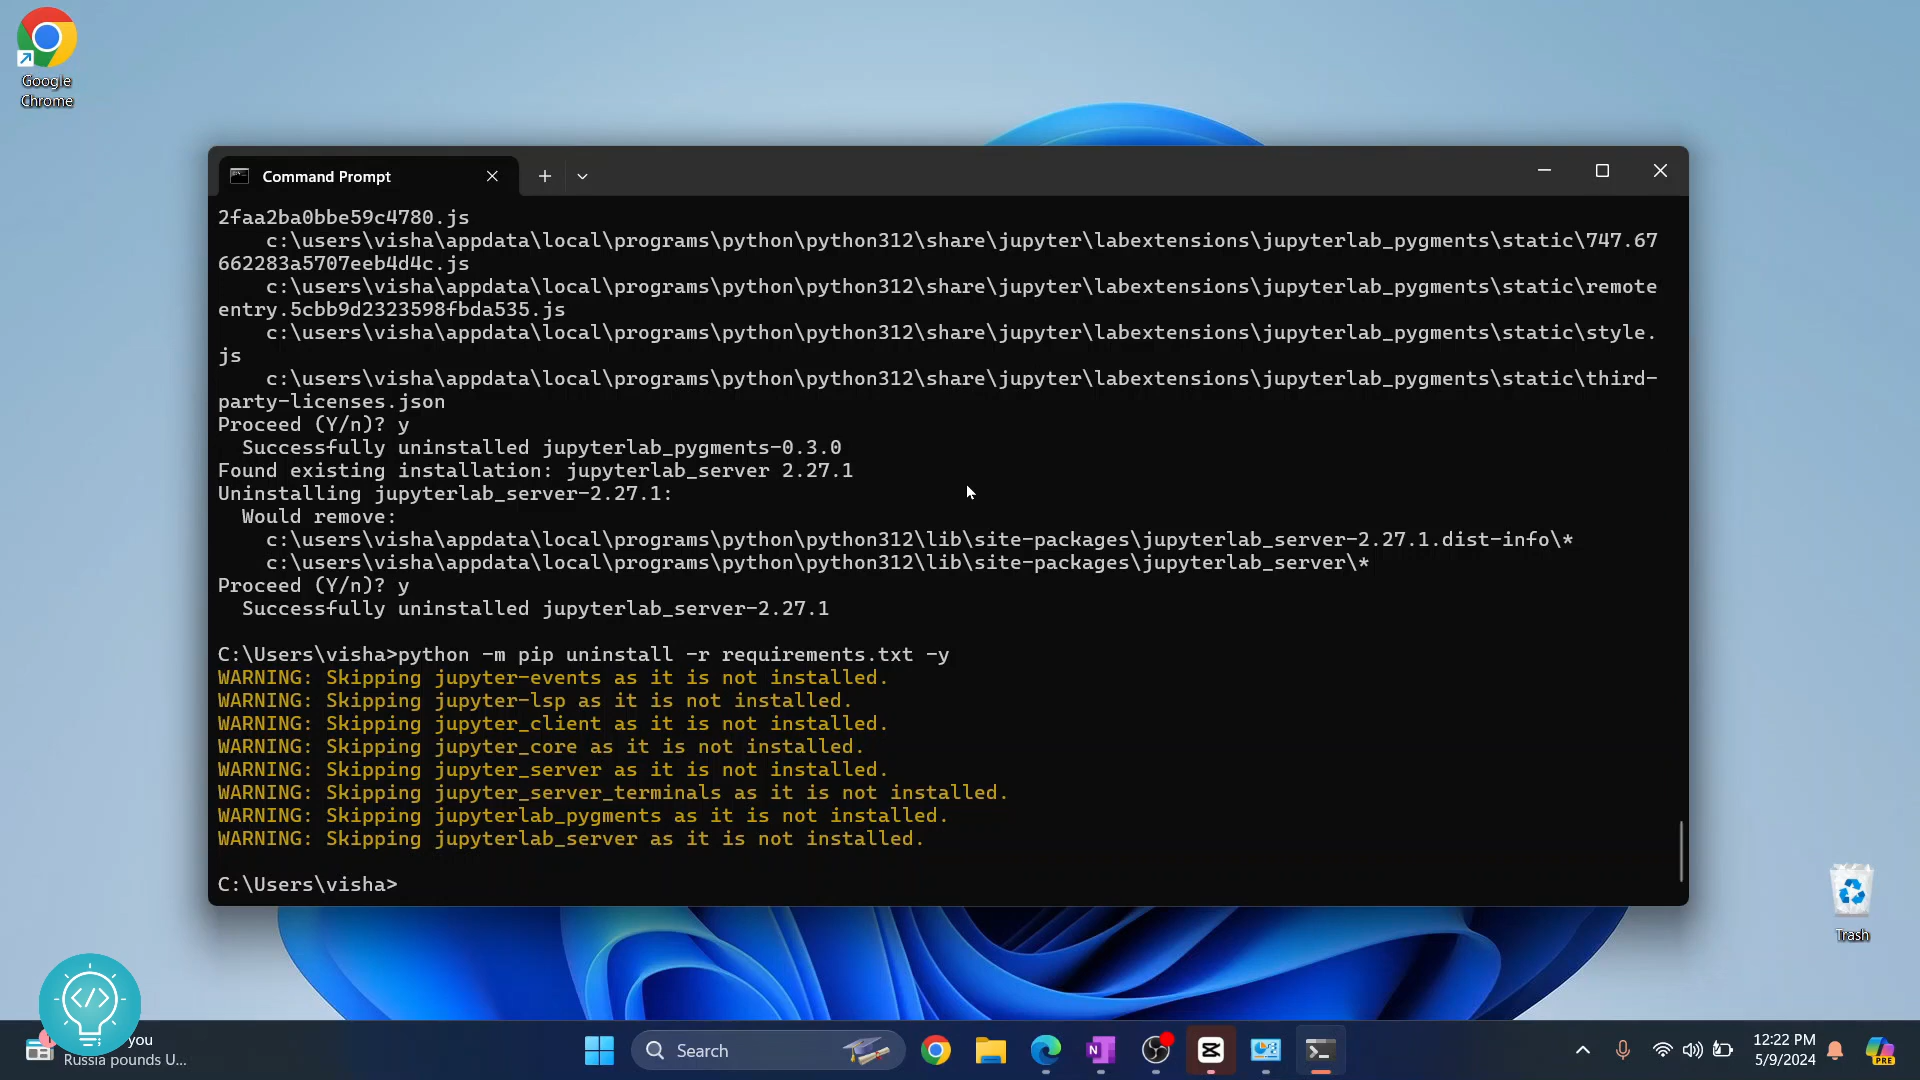 Google
Chrome
Command Prompt
2faa2ba0bbe59c4780.js
c:\users\visha\appdata\local\programs\python\python312\share\jupyter\labextensions\jupyterlab_pygments\static\747.67
662283a5707eeb4d4c.js
c:\users\visha\appdata\local\programs\python\python312\share\jupyter\labextensions\jupyterlab_pygments\static\remote
entry.5cbb9d2323598fbda535.js
c:\users\visha\appdata\local\programs\python\python312\share\jupyter\labextensions\jupyterlab_pygments\static\style.
js
c:\users\visha\appdata\local\programs\python\python312\share\jupyter\labextensions\jupyterlab_pygments\static\third-
party-licenses.json
Proceed (Y/n)? y
Successfully uninstalled jupyterlab_pygments-0.3.0
Found existing installation: jupyterlab_server 2.27.1
Uninstalling jupyterlab_server-2.27.1:
Would remove:
c:\users\visha\appdata\local\programs\python\python312\lib\site-packages\jupyterlab_server-2.27.1.dist-info\*
c:\users\visha\appdata\local\programs\python\python312\lib\site-packages\jupyterlab_server\*
Proceed (Y/n)? y
Successfully uninstalled jupyterlab_server-2.27.1
C:\Users\visha>python -m pip uninstall -r requirements.txt -y
WARNING: Skipping jupyter-events as it is not installed.
WARNING: Skipping jupyter-lsp as it is not installed.
WARNING: Skipping jupyter_client as it is not installed.
WARNING: Skipping jupyter_core as it is not installed.
WARNING: Skipping jupyter_server as it is not installed.
WARNING: Skipping jupyter_server_terminals as it is not installed.
WARNING: Skipping jupyterlab_pygments as it is not installed.
WARNING: Skipping jupyterlab_server as it is not installed.
C:\Users\visha>
Trash
you
Russia pounds U...
Search
12:22 PM
5/9/2024
PRE